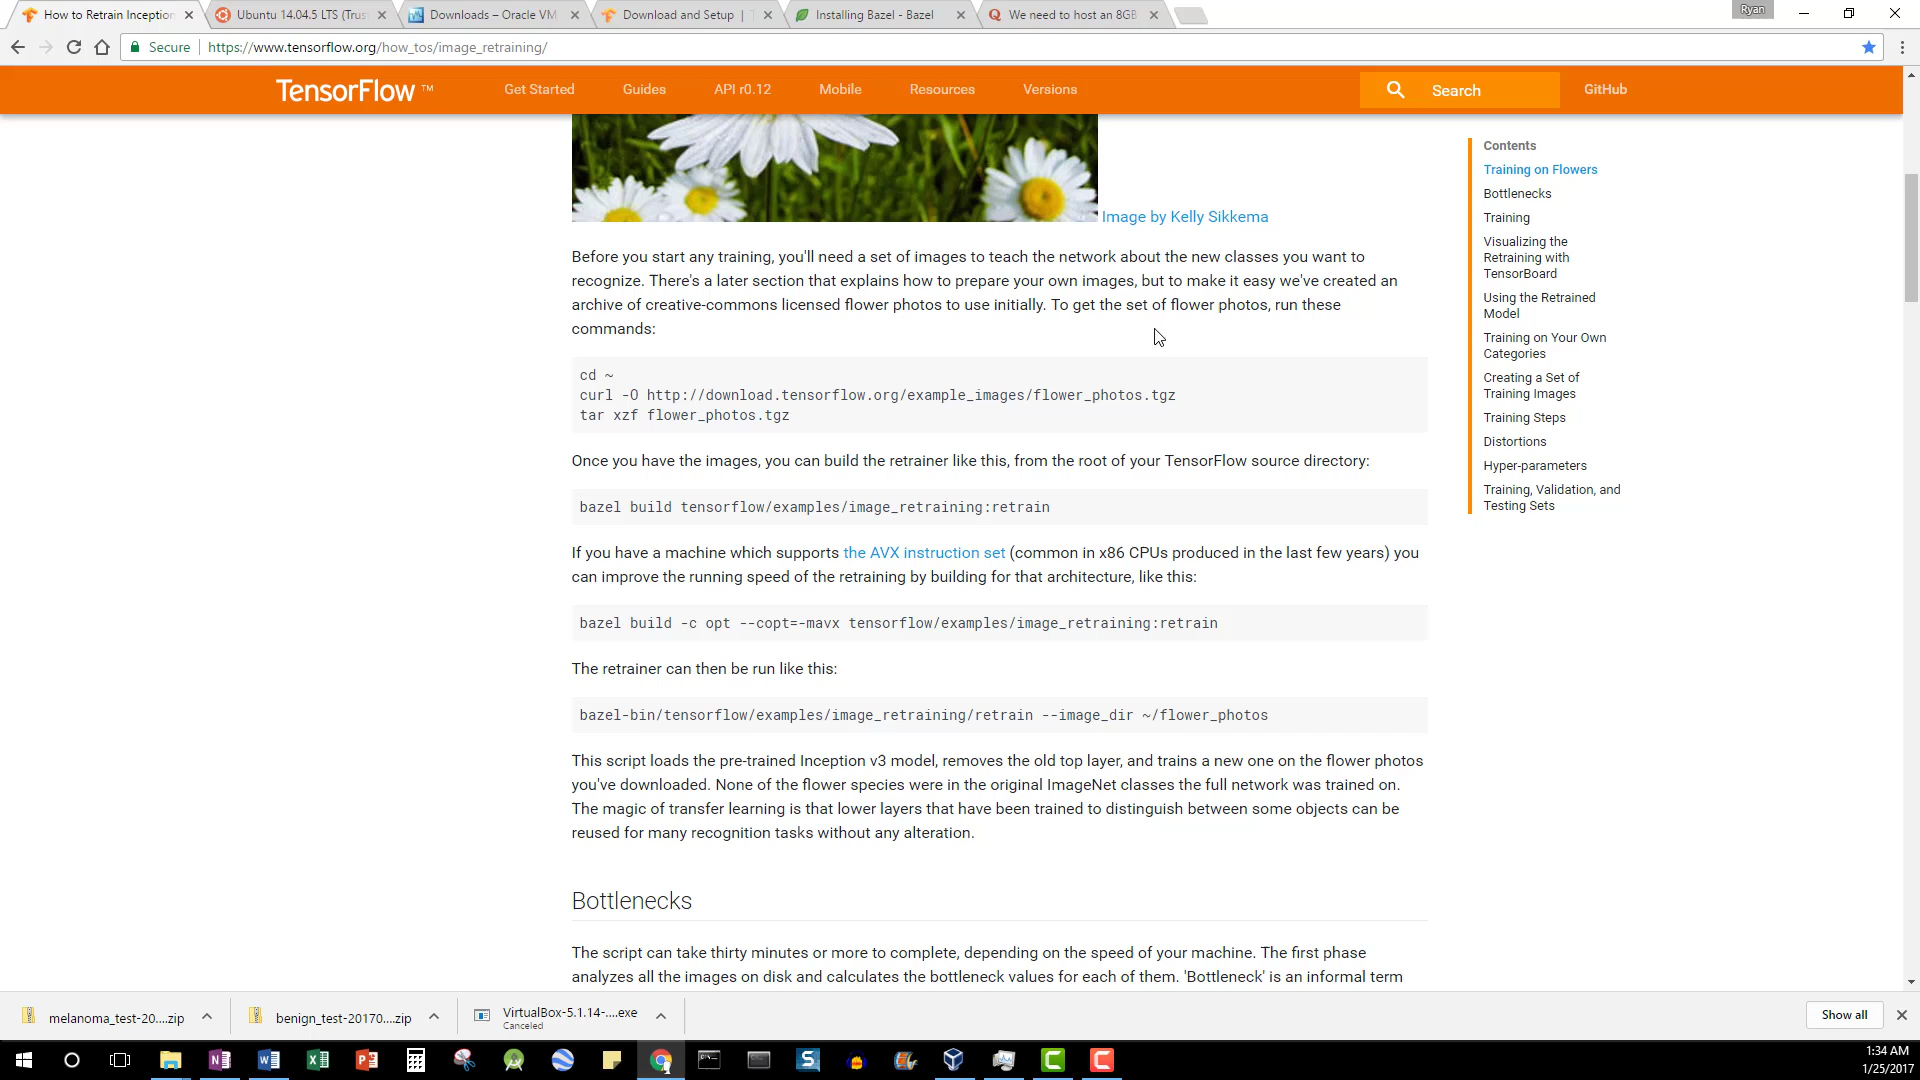 How to Retrain Inception
Ubuntu 14.04.5 LTS (Trus
Downloads – Oracle VM
Download and Setup |
Installing Bazel - Bazel
We need to host an 8GB
Ryan
Secure
https://www.tensorflow.org/how_tos/image_retraining/
TensorFlow ™
Get Started
Guides
API r0.12
Mobile
Resources
Versions
Search
GitHub
Image by Kelly Sikkema
Before you start any training, you'll need a set of images to teach the network about the new classes you want to
recognize. There's a later section that explains how to prepare your own images, but to make it easy we've created an
archive of creative-commons licensed flower photos to use initially. To get the set of flower photos, run these
commands:
cd ~
curl -O http://download.tensorflow.org/example_images/flower_photos.tgz
tar xzf flower_photos.tgz
Once you have the images, you can build the retrainer like this, from the root of your TensorFlow source directory:
bazel build tensorflow/examples/image_retraining:retrain
If you have a machine which supports the AVX instruction set (common in x86 CPUs produced in the last few years) you
can improve the running speed of the retraining by building for that architecture, like this:
bazel build -c opt --copt=-mavx tensorflow/examples/image_retraining:retrain
The retrainer can then be run like this:
bazel-bin/tensorflow/examples/image_retraining/retrain --image_dir ~/flower_photos
This script loads the pre-trained Inception v3 model, removes the old top layer, and trains a new one on the flower photos
you've downloaded. None of the flower species were in the original ImageNet classes the full network was trained on.
The magic of transfer learning is that lower layers that have been trained to distinguish between some objects can be
reused for many recognition tasks without any alteration.
Bottlenecks
The script can take thirty minutes or more to complete, depending on the speed of your machine. The first phase
analyzes all the images on disk and calculates the bottleneck values for each of them. 'Bottleneck' is an informal term
Contents
Training on Flowers
Bottlenecks
Training
Visualizing the
Retraining with
TensorBoard
Using the Retrained
Model
Training on Your Own
Categories
Creating a Set of
Training Images
Training Steps
Distortions
Hyper-parameters
Training, Validation, and
Testing Sets
melanoma_test-20....zip
benign_test-20170....zip
VirtualBox-5.1.14-....exe
Canceled
Show all
1:34 AM
1/25/2017